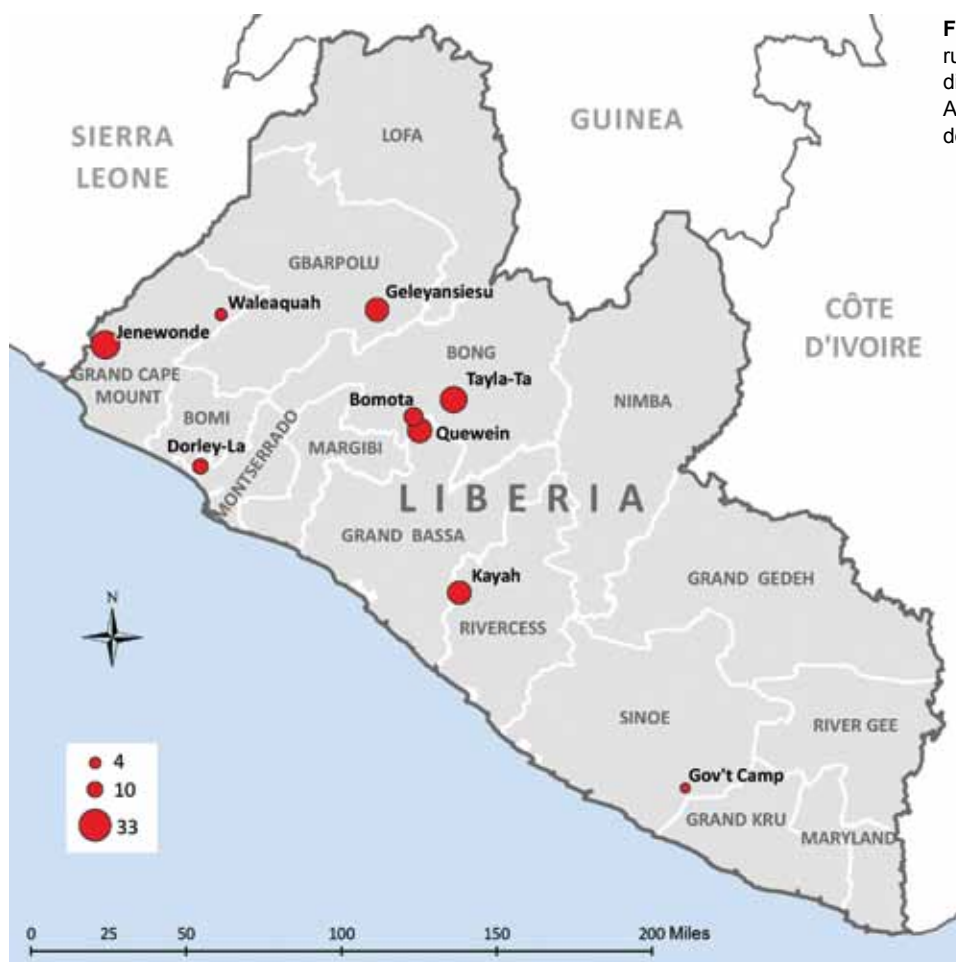 F
ru
d
A
d
SIERRA
LEONE
GUINEA
LOFA
GBARPOLU
Waleaquah
Geleyansiesu
CÔTE
D'IVOIRE
Jenewonde
GRAND CAPE
MOUNT
BONG
Tayla-Ta
Bomota
NIMBA
BOMI
Quewein
Dorley-La
MONTSERRADO
MARGIBI
LIBERIA
GRAND BASSA
Kayah
GRAND GEDEH
N
RIVERCESS
SINOE
RIVER GEE
4
10
33
Gov't Camp
GRAND KRU
MARYLAND
0 25 50 100 150 200 Miles